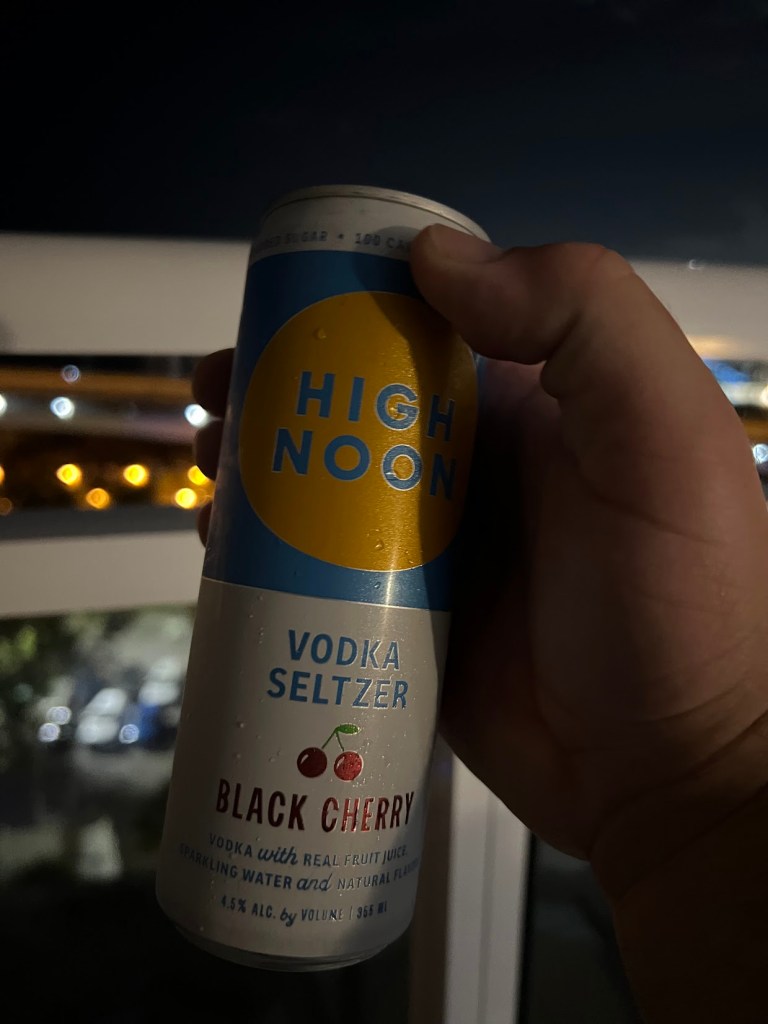 SUGAR • 100 CA
HIGH
NOON
VODKA
SELTZER
BLACK CHERRY
VODKA with REAL FRUIT JUICE,
SPARKLING WATER and NATURAL FLAV
4.5% ALC. by VOLUME | 355 ML